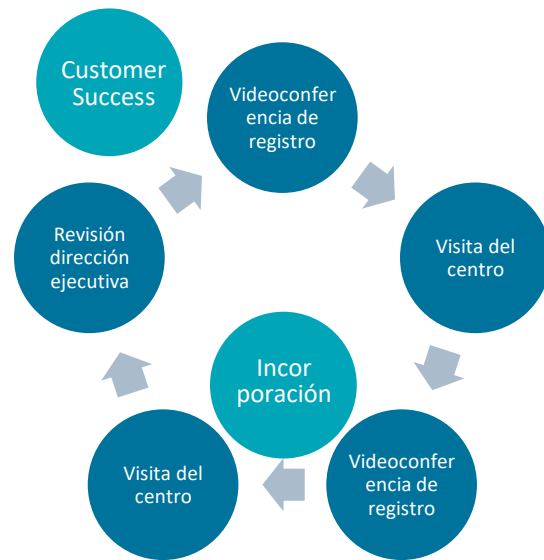 Customer
Success
Videoconfer
encia de
registro
Revisión
dirección
ejecutiva
Visita del
centro
Incor
poración
Visita del
centro
Videoconfer
encia de
registro